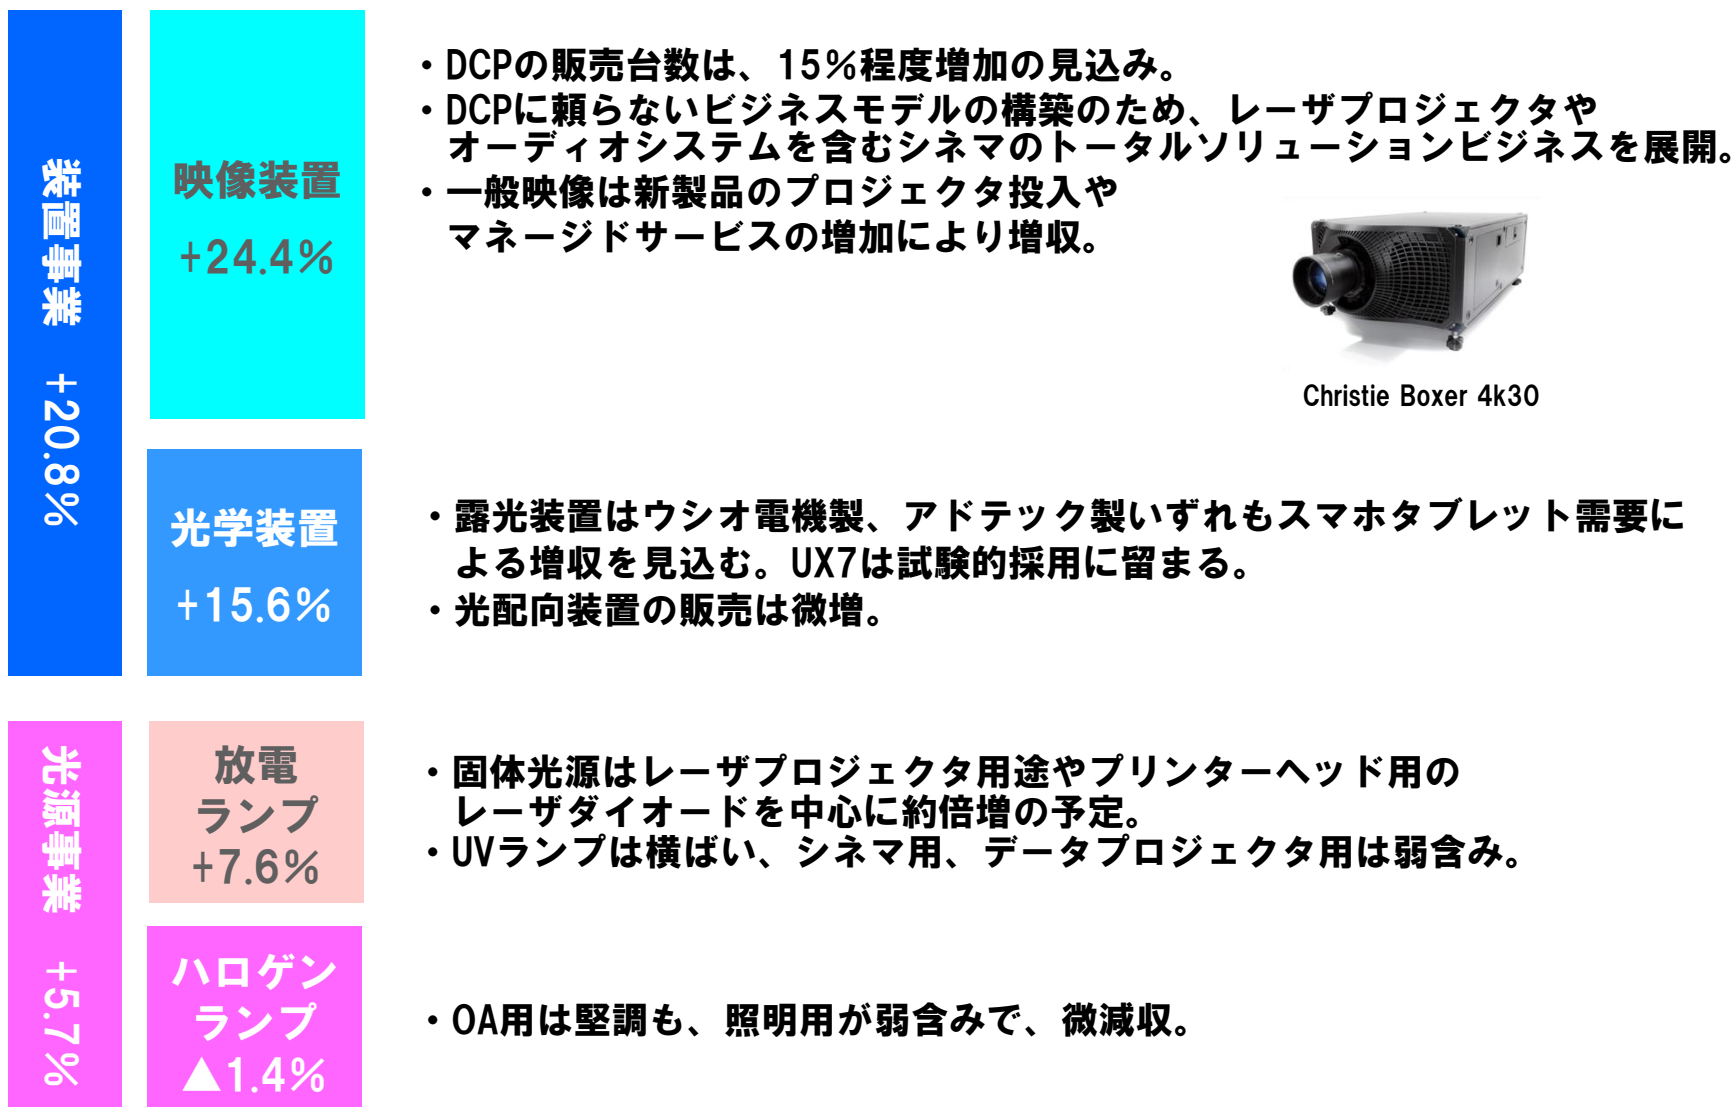 装置事業 +20.8%
映像装置
+24.4%
・DCPの販売台数は、15%程度増加の見込み。
・DCPに頼らないビジネスモデルの構築のため、レーザプロジェクタや
オーディオシステムを含むシネマのトータルソリューションビジネスを展開。
・一般映像は新製品のプロジェクタ投入や
マネージドサービスの増加により増収。
Christie Boxer 4k30
光学装置
+15.6%
・露光装置はウシオ電機製、アドテック製いずれもスマホタブレット需要に
よる増収を見込む。UX7は試験的採用に留まる。
・光配向装置の販売は微増。
光源事業 +5.7%
放電
ランプ
+7.6%
・固体光源はレーザプロジェクタ用途やプリンターヘッド用の
レーザダイオードを中心に約倍増の予定。
・UVランプは横ばい、シネマ用、データプロジェクタ用は弱含み。
ハロゲン
ランプ
▲1.4%
・OA用は堅調も、照明用が弱含みで、微減収。